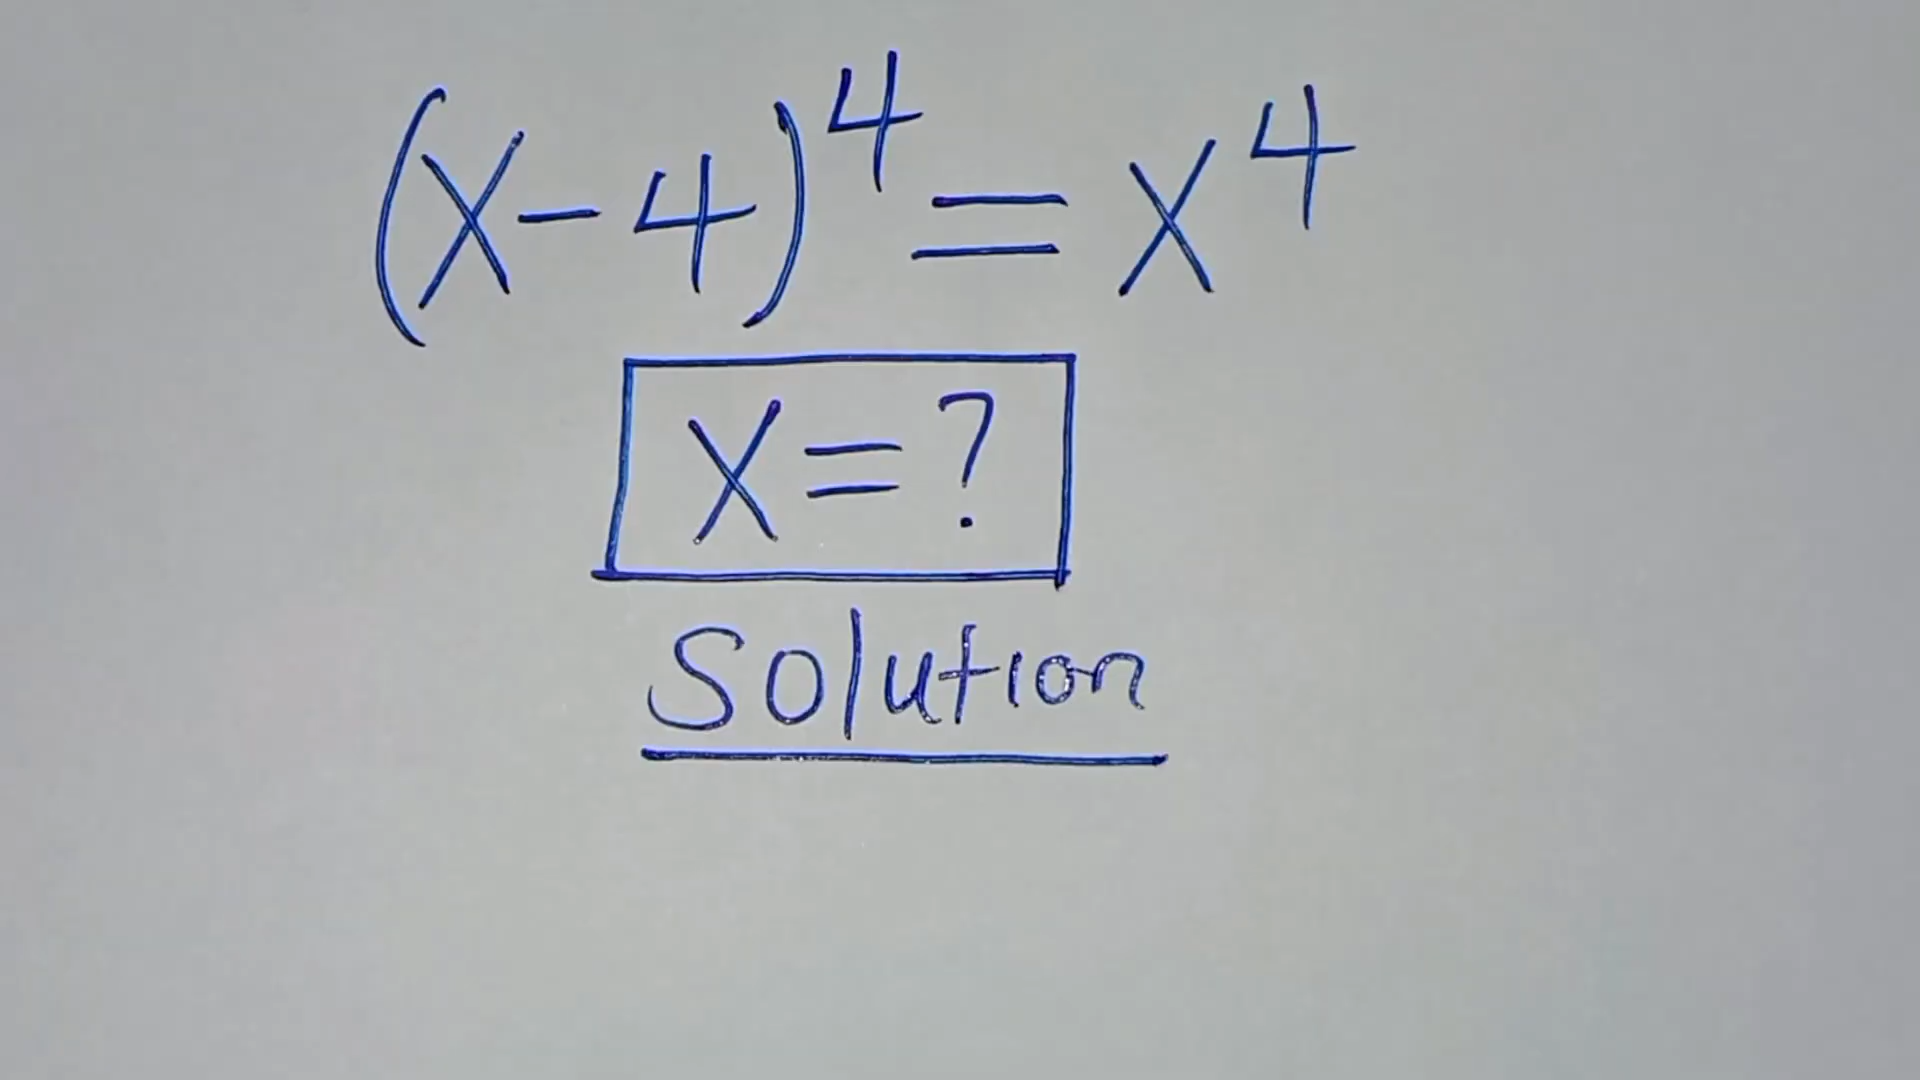 (x-4)⁴ = x⁴
x = ?
Solution